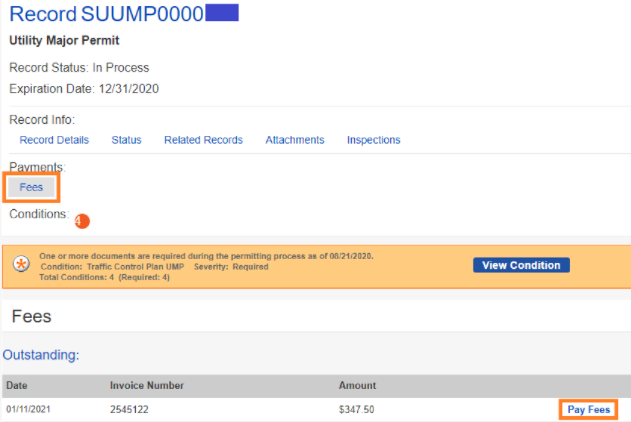 Record SUUMP0000
Utility Major Permit
Record Status: In Process
Expiration Date: 12/31/2020
Record Info:
Record Details Status Related Records Attachments Inspections
Payments:
Fees
Conditions: 4
One or more documents are required during the permitting process as of 08/21/2020.
Condition: Traffic Control Plan UMP Severity: Required
Total Conditions: 4 (Required: 4)
View Condition
Fees
Outstanding:
Date Invoice Number Amount
01/11/2021 2545122 $347.50 Pay Fees